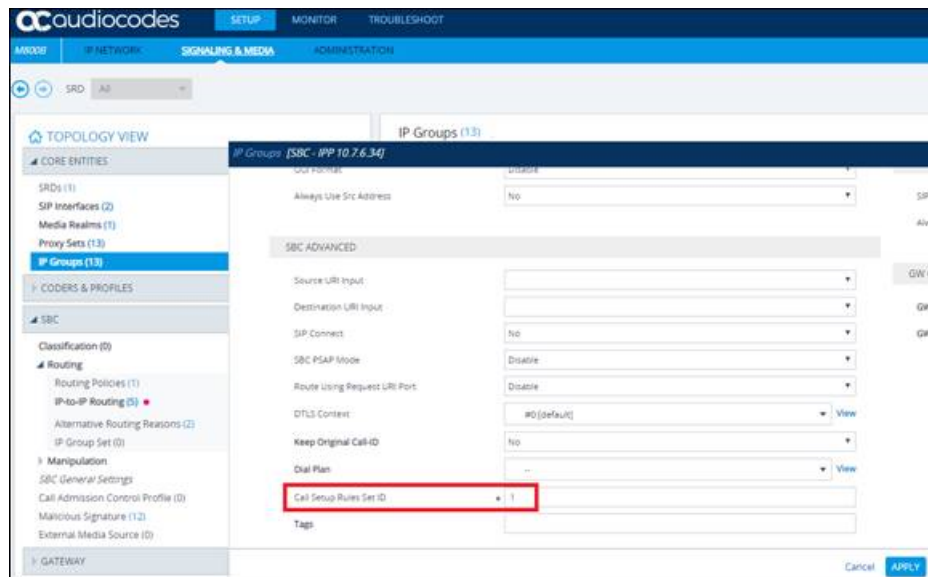 audiocodes
SETUP MONITOR TROUBLESHOOT
M800B IP NETWORK SIGNALING & MEDIA ADMINISTRATION
SRD All
TOPOLOGY VIEW
IP Groups (13)
CORE ENTITIES
IP Groups [SBC - IPP 10.7.6.34]
SRDs (1)
SIP Interfaces (2)
Media Realms (1)
Proxy Sets (13)
IP Groups (13)
CODERS & PROFILES
SBC
Classification (0)
Routing
Routing Policies (1)
IP-to-IP Routing (5)
Alternative Routing Reasons (2)
IP Group Set (0)
Manipulation
SBC General Settings
Call Admission Control Profile (0)
Malicious Signature (12)
External Media Source (0)
GATEWAY
Always Use Src Address No
SBC ADVANCED
Source URI Input
Destination URI Input
SIP Connect No
SBC PSAP Mode Disable
Route Using Request URI Port Disable
DTLS Context #0 [default] View
Keep Original Call-ID No
Dial Plan -- View
Call Setup Rules Set ID 1
Tags
GW
Cancel APPLY